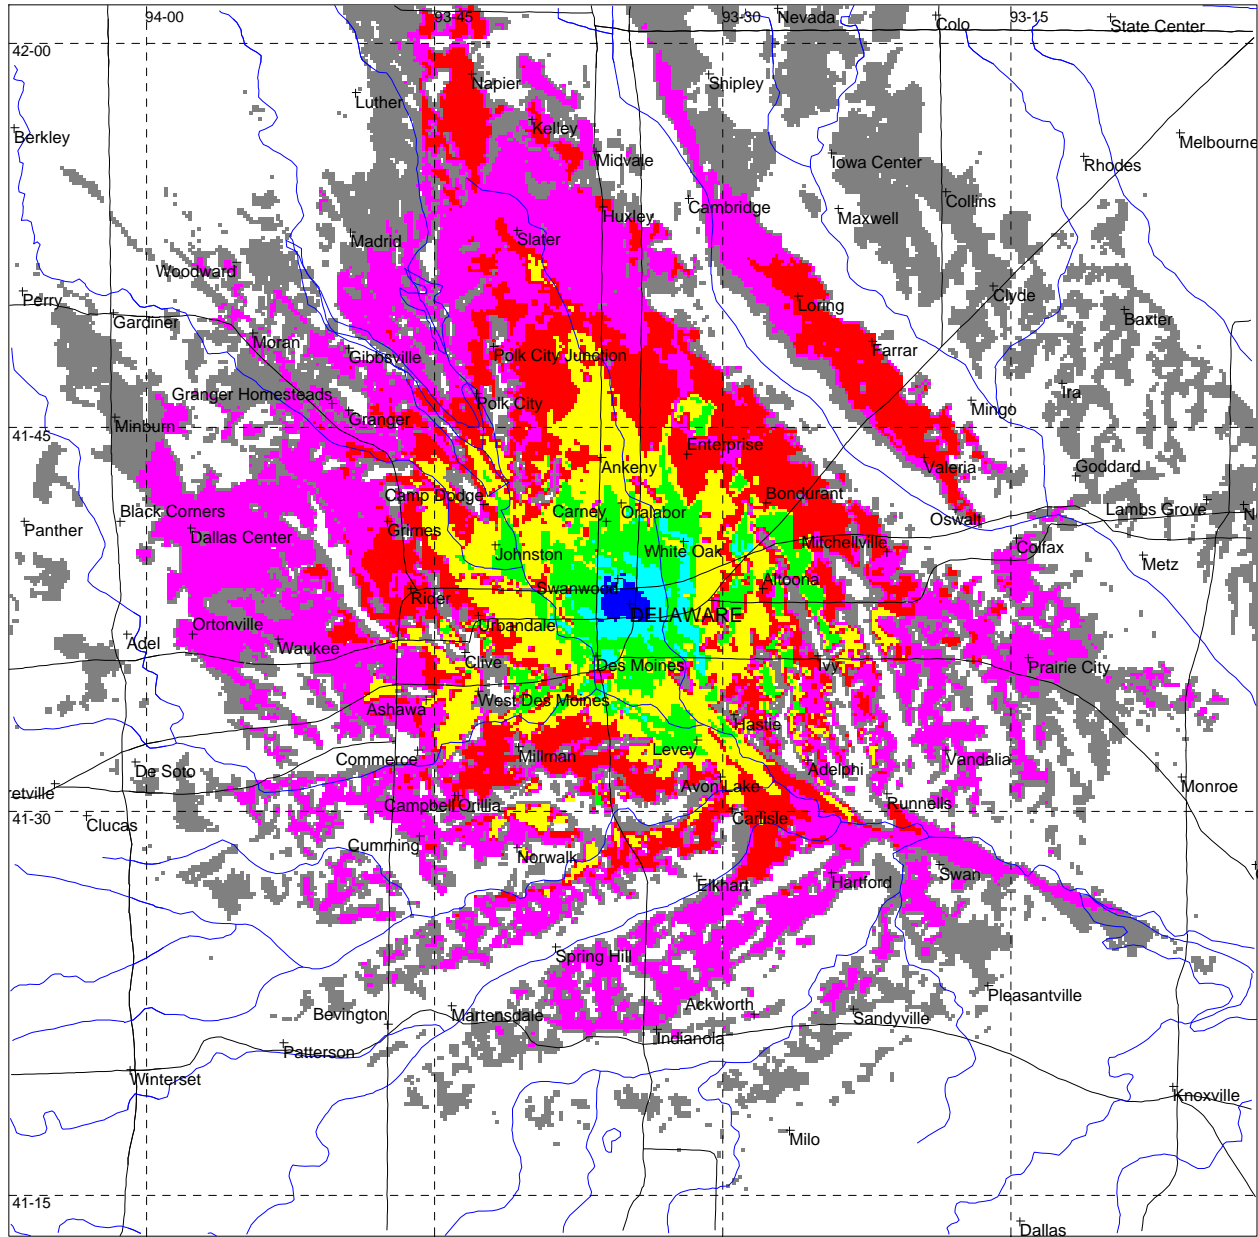 94-00
93-45
93-30
93-15
Nevada
Colo
State Center
42-00
Napier
Shipley
Luther
Berkley
Kelley
Melbourne
Midvale
Iowa Center
Rhodes
Collins
Cambridge
Huxley
Maxwell
Madrid
Slater
Woodward
Perry
Clyde
Loring
Gardiner
Baxter
Moran
Gibbsville
Polk City Junction
Farrar
Granger Homesteads
Ira
Polk City
Mingo
Granger
41-45
Minburn
Enterprise
Ankeny
Valeria
Goddard
Camp Dodge
Bondurant
Black Corners
Carney
Oralabor
Oswalt
Lambs Grove
N
Panther
Grimes
Dallas Center
Mitchellville
Johnston
White Oak
Colfax
Metz
Swanwood
Altoona
Rider
DELAWARE
Ortonville
Urbandale
Adel
Waukee
Clive
Des Moines
Ivy
Prairie City
West Des Moines
Ashawa
Hastie
Commerce
Millman
Levey
Vandalia
De Soto
Adelphi
retville
Avon Lake
Monroe
Campbell
Orillia
Runnells
41-30
Clucas
Carlisle
Cumming
Norwalk
Elkhart
Hartford
Swan
Spring Hill
Pleasantville
Ackworth
Bevington
Martensdale
Sandyville
Indianola
Patterson
Winterset
Knoxville
Milo
41-15
Dallas